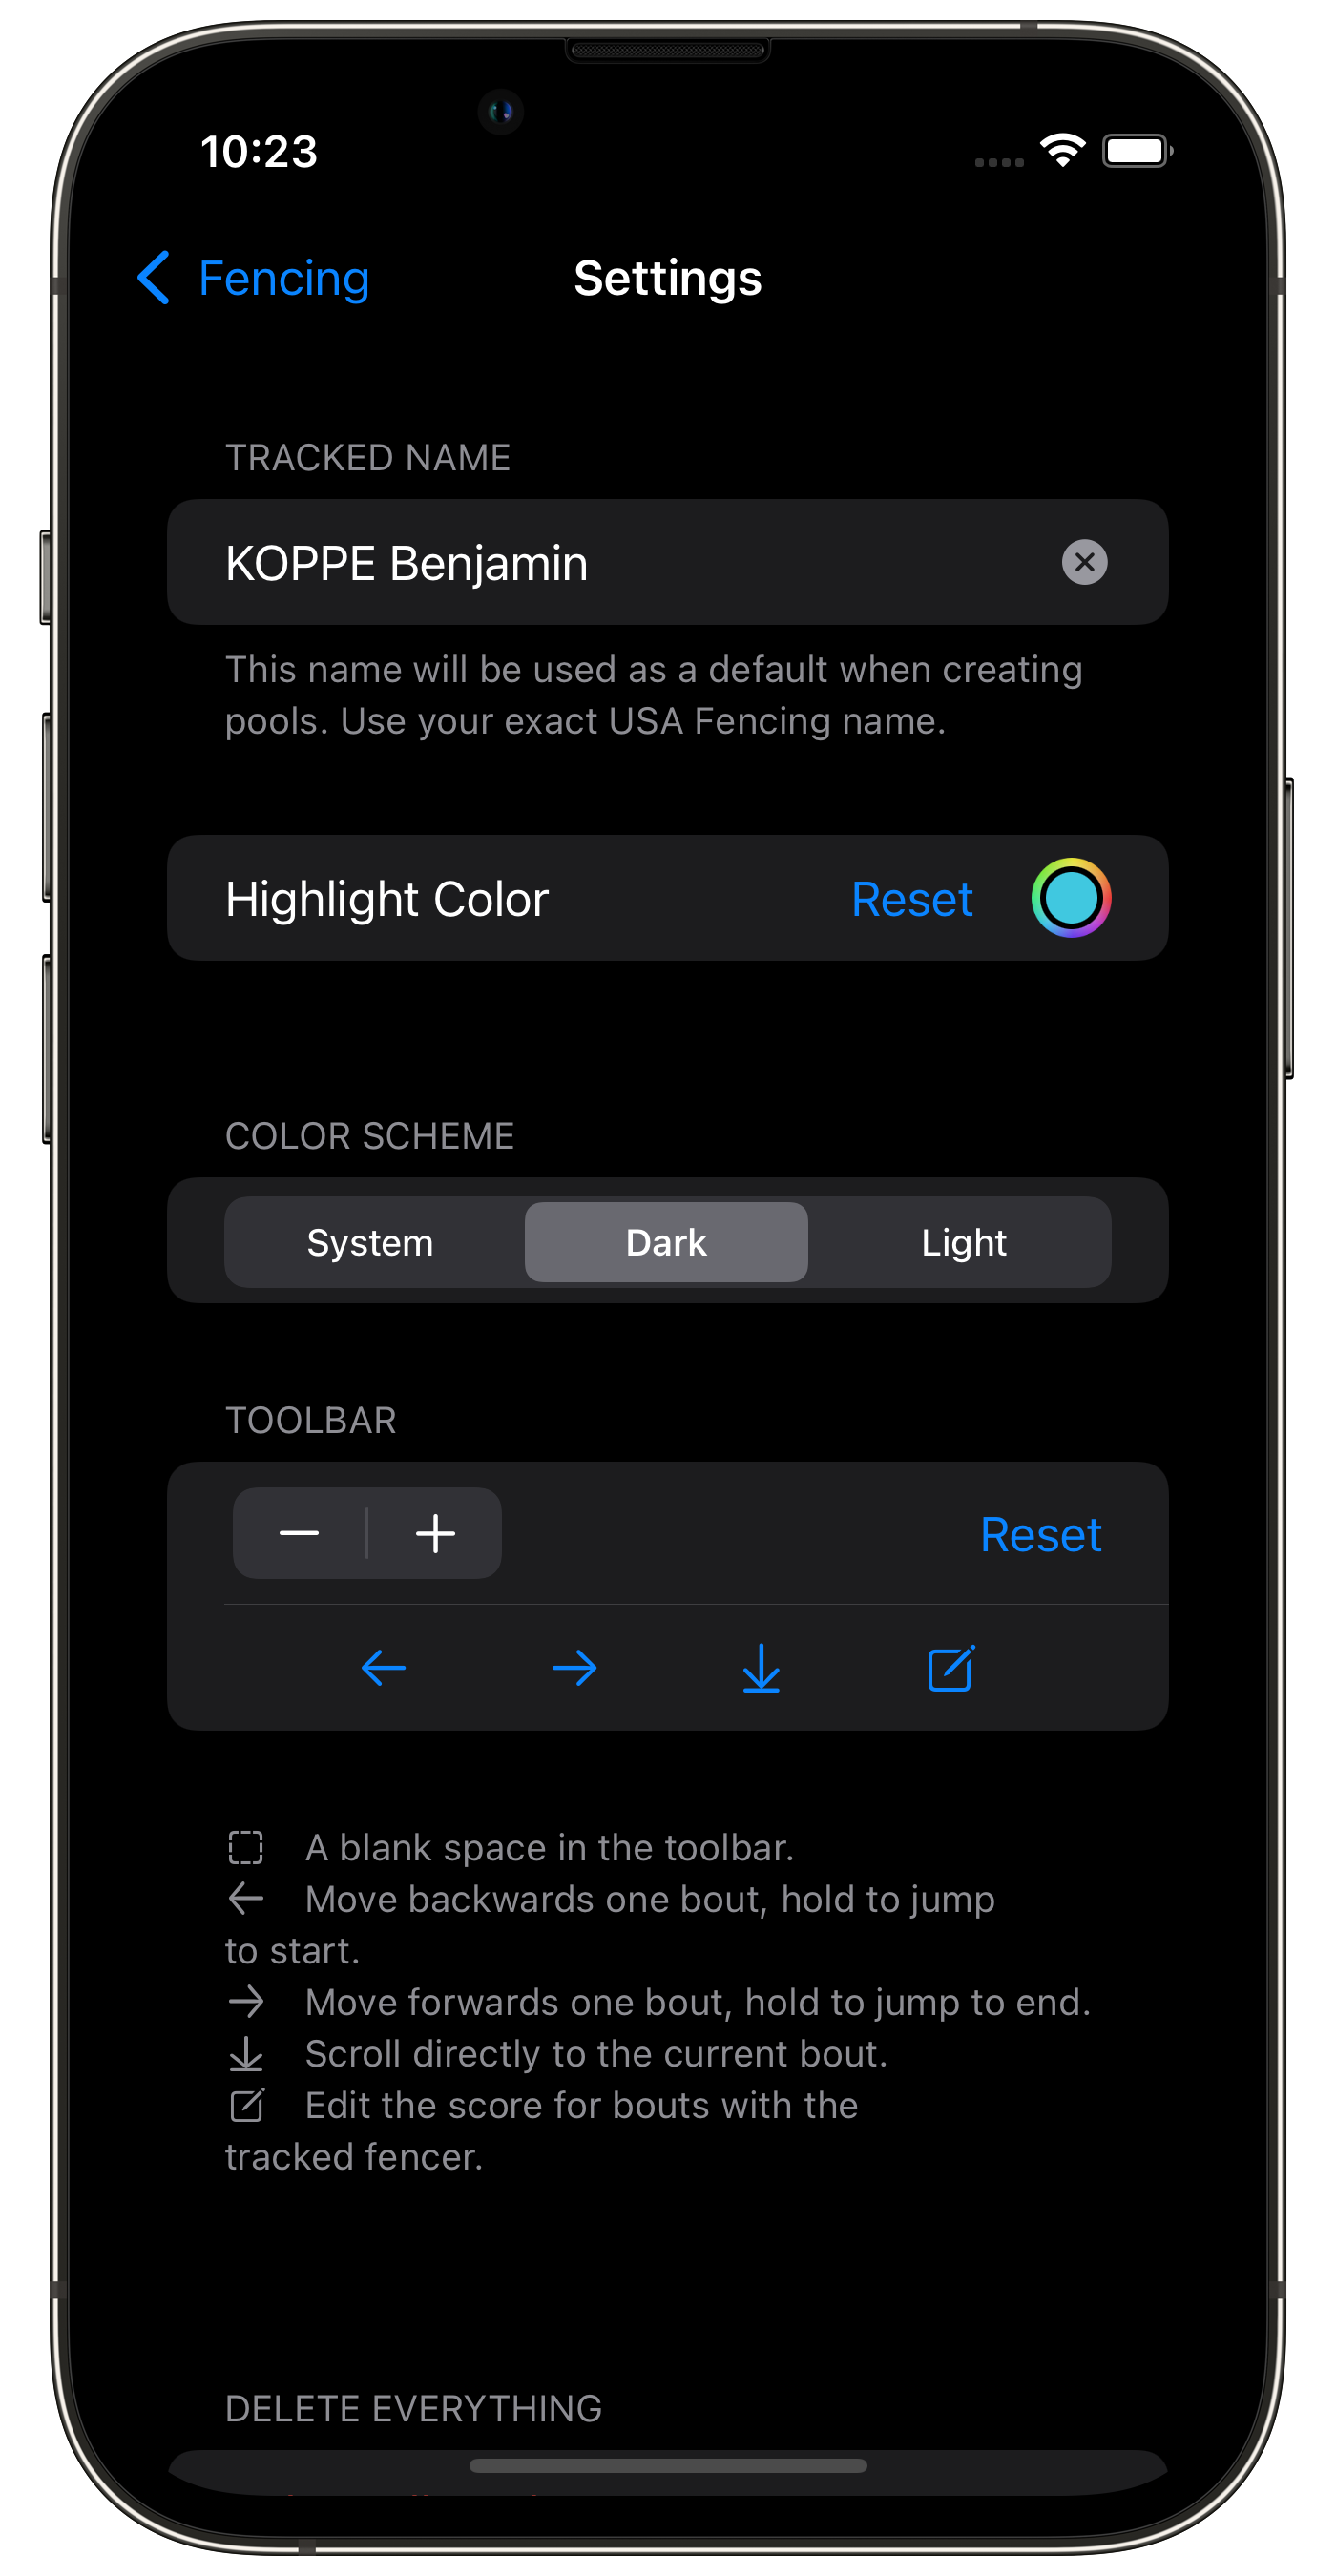 10:23
Fencing
Settings
TRACKED NAME
KOPPE Benjamin
This name will be used as a default when creating
pools. Use your exact USA Fencing name.
Highlight Color
Reset
COLOR SCHEME
System
Dark
Light
TOOLBAR
Reset
A blank space in the toolbar.
Move backwards one bout, hold to jump
to start.
Move forwards one bout, hold to jump to end.
Scroll directly to the current bout.
Edit the score for bouts with the
tracked fencer.
DELETE EVERYTHING